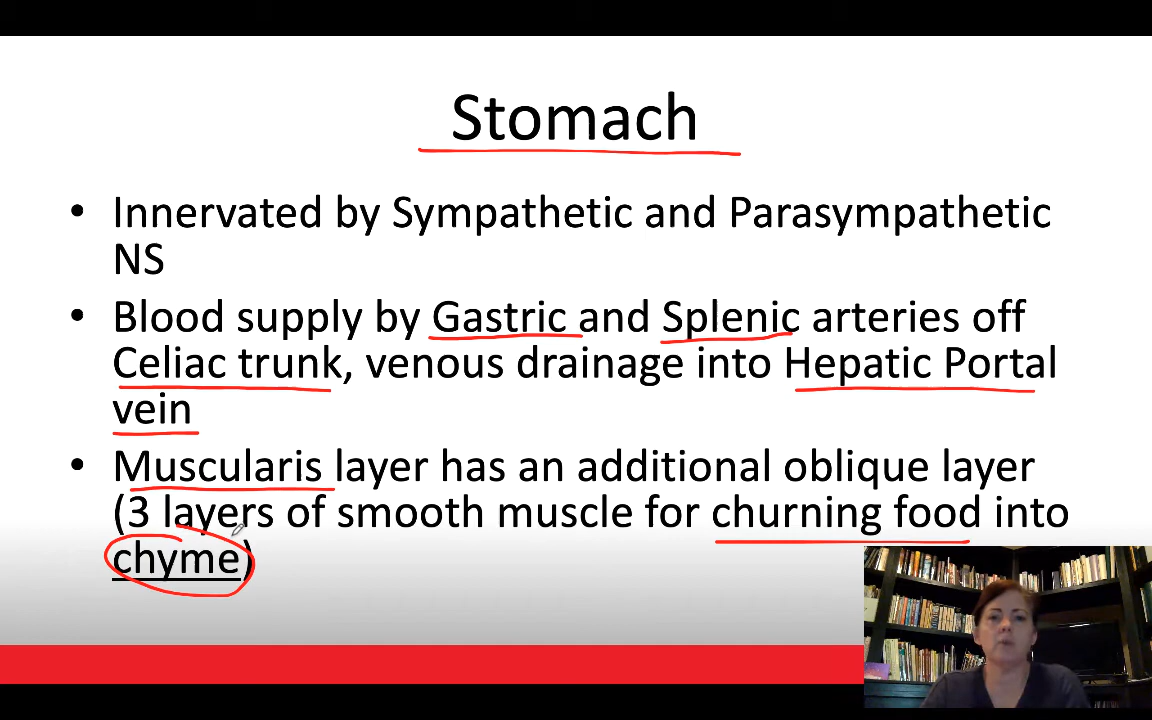 Stomach
• Innervated by Sympathetic and Parasympathetic
NS
• Blood supply by Gastric and Splenic arteries off
Celiac trunk, venous drainage into Hepatic Portal
vein
• Muscularis layer has an additional oblique layer
(3 layers of smooth muscle for churning food into
chyme)